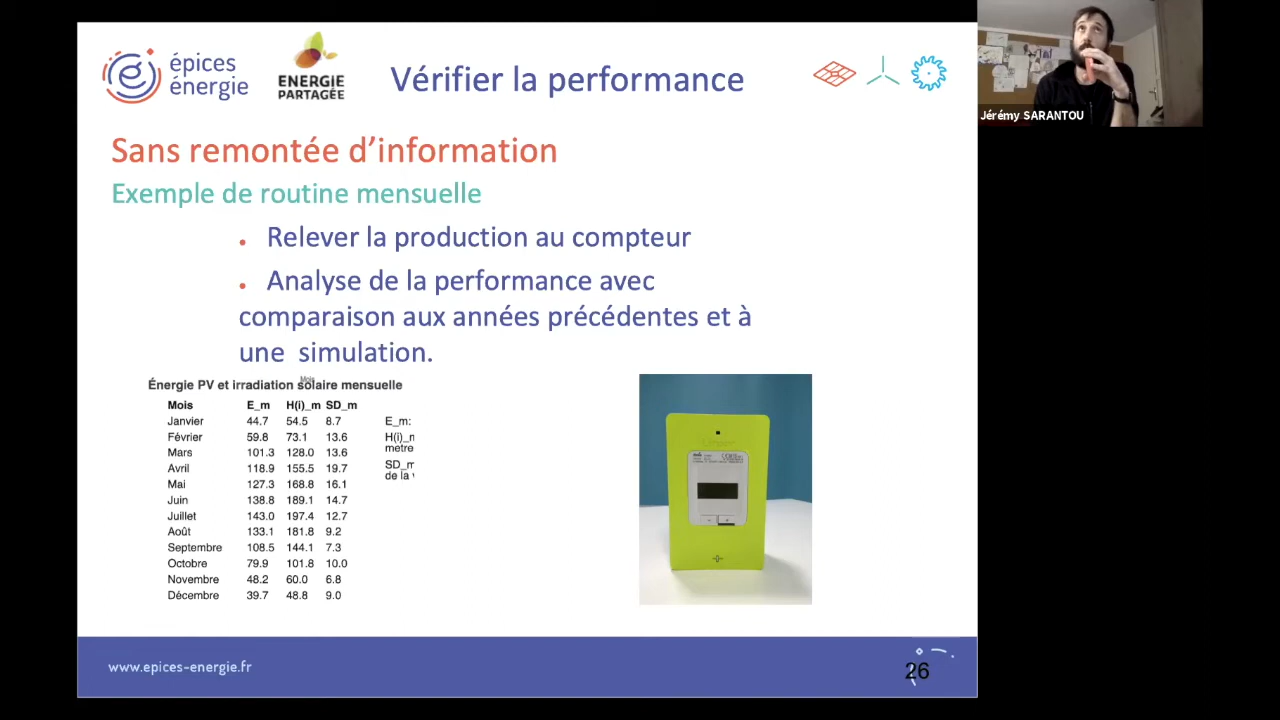 épices
énergie
ENERGIE
PARTAGÉE
Vérifier la performance
Jérémy SARANTOU
Sans remontée d’information
Exemple de routine mensuelle
• Relever la production au compteur
• Analyse de la performance avec
comparaison aux années précédentes et à
une simulation.
Mois
Énergie PV et irradiation solaire mensuelle
Mois E_m H(i)_m SD_m
Janvier 44.7 54.5 8.7
Février 59.8 73.1 13.6
Mars 101.3 128.0 13.6
Avril 118.9 155.5 19.7
Mai 127.3 168.8 16.1
Juin 138.8 189.1 14.7
Juillet 143.0 197.4 12.7
Août 133.1 181.8 9.2
Septembre 108.5 144.1 7.3
Octobre 79.9 101.8 10.0
Novembre 48.2 60.0 6.8
Décembre 39.7 48.8 9.0
E_m:
H(i)_m
metre
SD_m
de la
www.epices-energie.fr
26